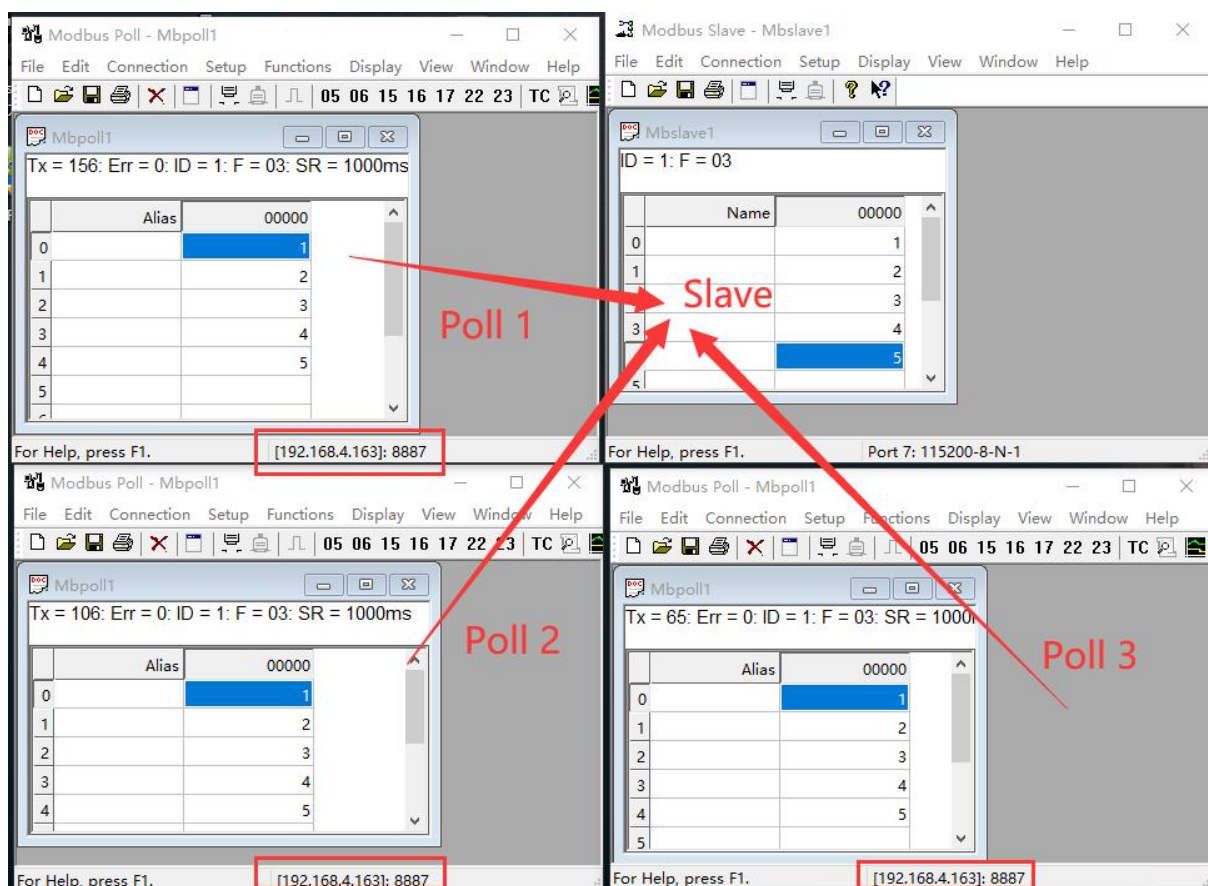 Modbus Poll - Mbpoll1
File Edit Connection Setup Functions Display View Window Help
05 06 15 16 17 22 23 TC
Mbpoll1
Tx = 156: Err = 0: ID = 1: F = 03: SR = 1000ms
Alias 00000
0 1
1 2
2 3
3 4
4 5
5
Poll 1
For Help, press F1. [192.168.4.163]: 8887
Modbus Slave - Mbslave1
File Edit Connection Setup Display View Window Help
Mbslave1
ID = 1: F = 03
Name 00000
0 1
1 2
3
3 4
5
5
Slave
For Help, press F1. Port 7: 115200-8-N-1
Modbus Poll - Mbpoll1
File Edit Connection Setup Functions Display View Window Help
05 06 15 16 17 22 23 TC
Mbpoll1
Tx = 106: Err = 0: ID = 1: F = 03: SR = 1000ms
Alias 00000
0 1
1 2
2 3
3 4
4 5
Poll 2
For Help, press F1. [192.168.4.163]: 8887
Modbus Poll - Mbpoll1
File Edit Connection Setup Functions Display View Window Help
05 06 15 16 17 22 23 TC
Mbpoll1
Tx = 65: Err = 0: ID = 1: F = 03: SR = 1000
Alias 00000
0 1
1 2
2 3
3 4
4 5
5
Poll 3
For Help, press F1. [192.168.4.163]: 8887